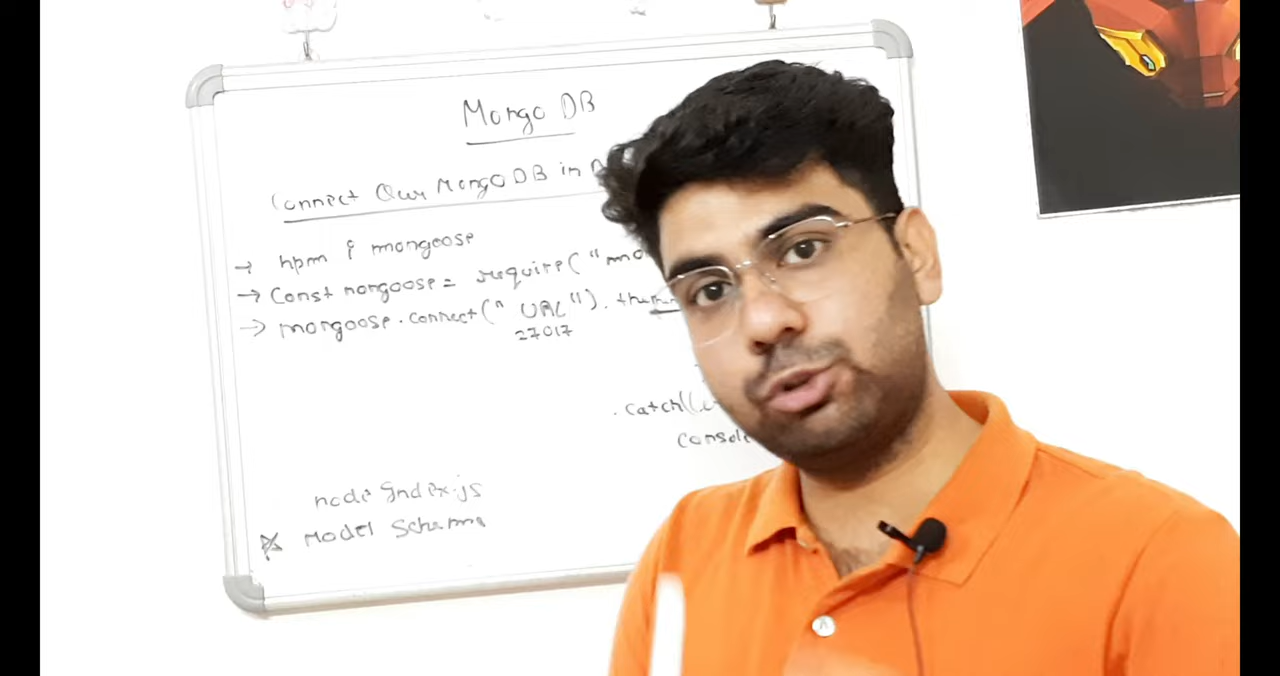 Mongo DB
Connect Our MongoDB in
→ npm i mongoose
→ Const mongoose = require("mo
→ mongoose.connect("URL").then
27017
.catch((
console
node index.js
* Model Schema